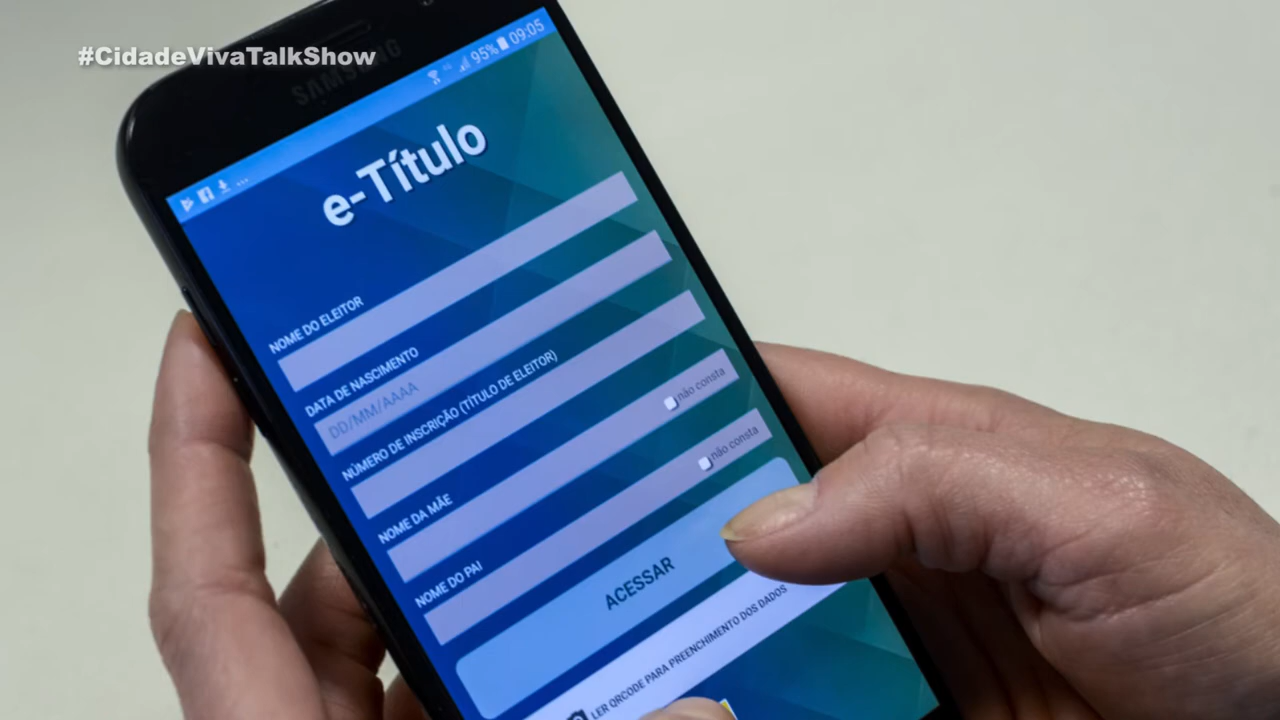 #CidadeVivaTalkShow
SAMSUNG
95% 09:05
...
e-Título
NOME DO ELEITOR
DATA DE NASCIMENTO
DD/MM/AAAA
NÚMERO DE INSCRIÇÃO (TÍTULO DE ELEITOR)
NOME DA MÃE
não consta
NOME DO PAI
não consta
ACESSAR
LER QRCODE PARA PREENCHIMENTO DOS DADOS